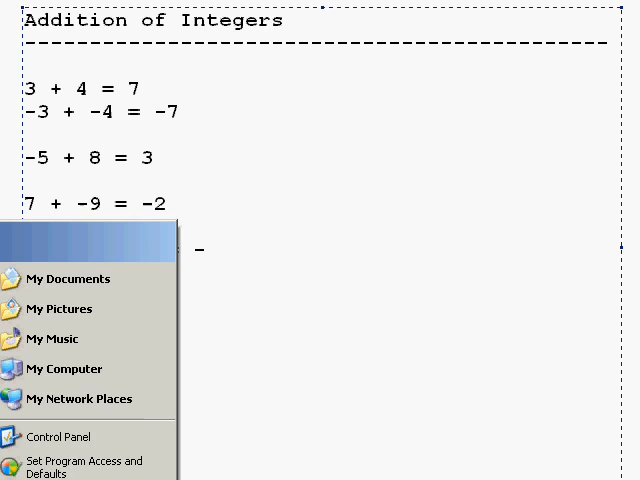 Addition of Integers
---------------------------------------------
3 + 4 = 7
-3 + -4 = -7
-5 + 8 = 3
7 + -9 = -2
-
My Documents
My Pictures
My Music
My Computer
My Network Places
Control Panel
Set Program Access and
Defaults